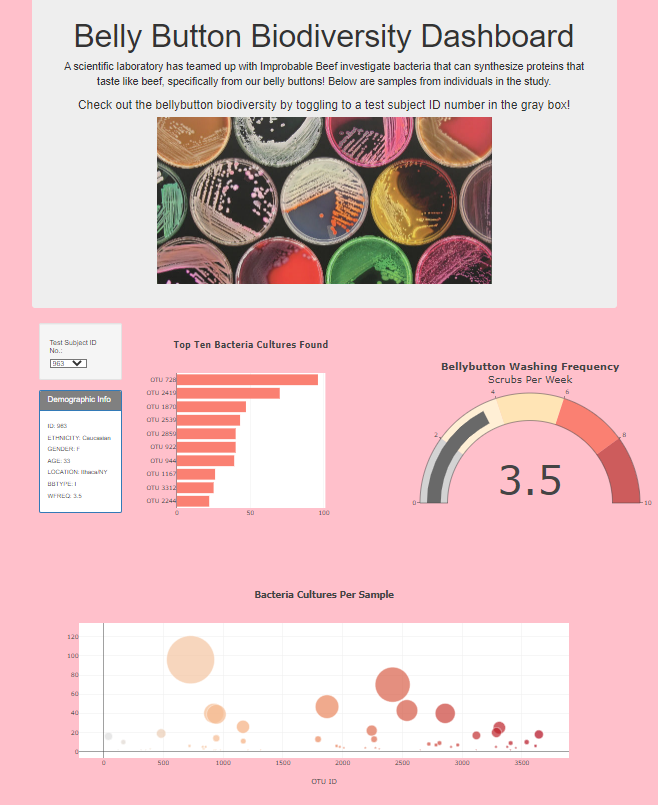 Belly Button Biodiversity Dashboard
A scientific laboratory has teamed up with Improbable Beef investigate bacteria that can synthesize proteins that
taste like beef, specifically from our belly buttons! Below are samples from individuals in the study.
Check out the bellybutton biodiversity by toggling to a test subject ID number in the gray box!
Test Subject ID
No.:
963
Demographic Info
ID: 963
ETHNICITY: Caucasian
GENDER: F
AGE: 33
LOCATION: Ithaca/NY
BBTYPE: I
WFREQ: 3.5
Top Ten Bacteria Cultures Found
OTU 728
OTU 2419
OTU 1870
OTU 2539
OTU 2859
OTU 922
OTU 944
OTU 1167
OTU 3312
OTU 2244
0 50 100
Bellybutton Washing Frequency
Scrubs Per Week
0 2 4 6 8 10
3.5
Bacteria Cultures Per Sample
120
100
80
60
40
20
0
0 500 1000 1500 2000 2500 3000 3500
OTU ID